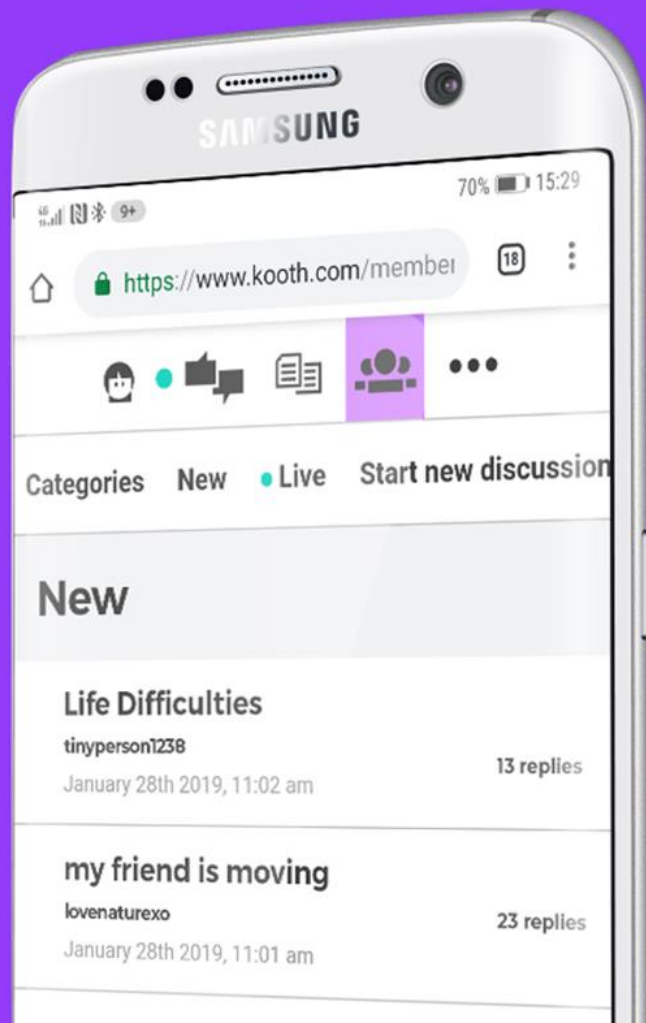 SAMSUNG
4G 9+ 70% 15:29
https://www.kooth.com/member 18
Categories New Live Start new discussion
New
Life Difficulties
tinyperson1238
13 replies
January 28th 2019, 11:02 am
my friend is moving
lovenaturexo
23 replies
January 28th 2019, 11:01 am